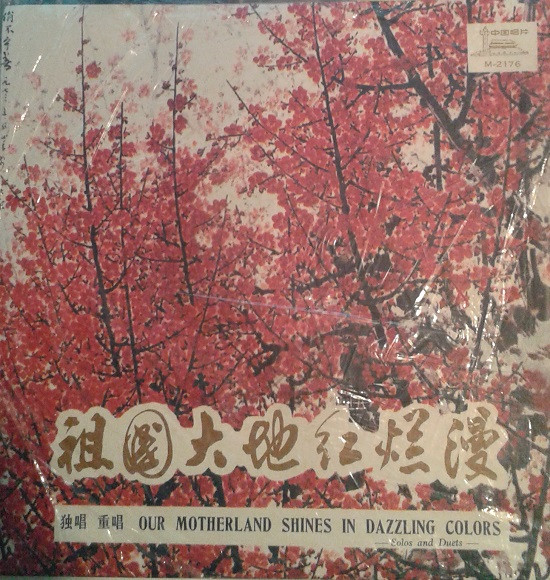 中国唱片
M-2176
祖国大地红烂漫
独唱 重唱 OUR MOTHERLAND SHINES IN DAZZLING COLORS
—Solos and Duets—